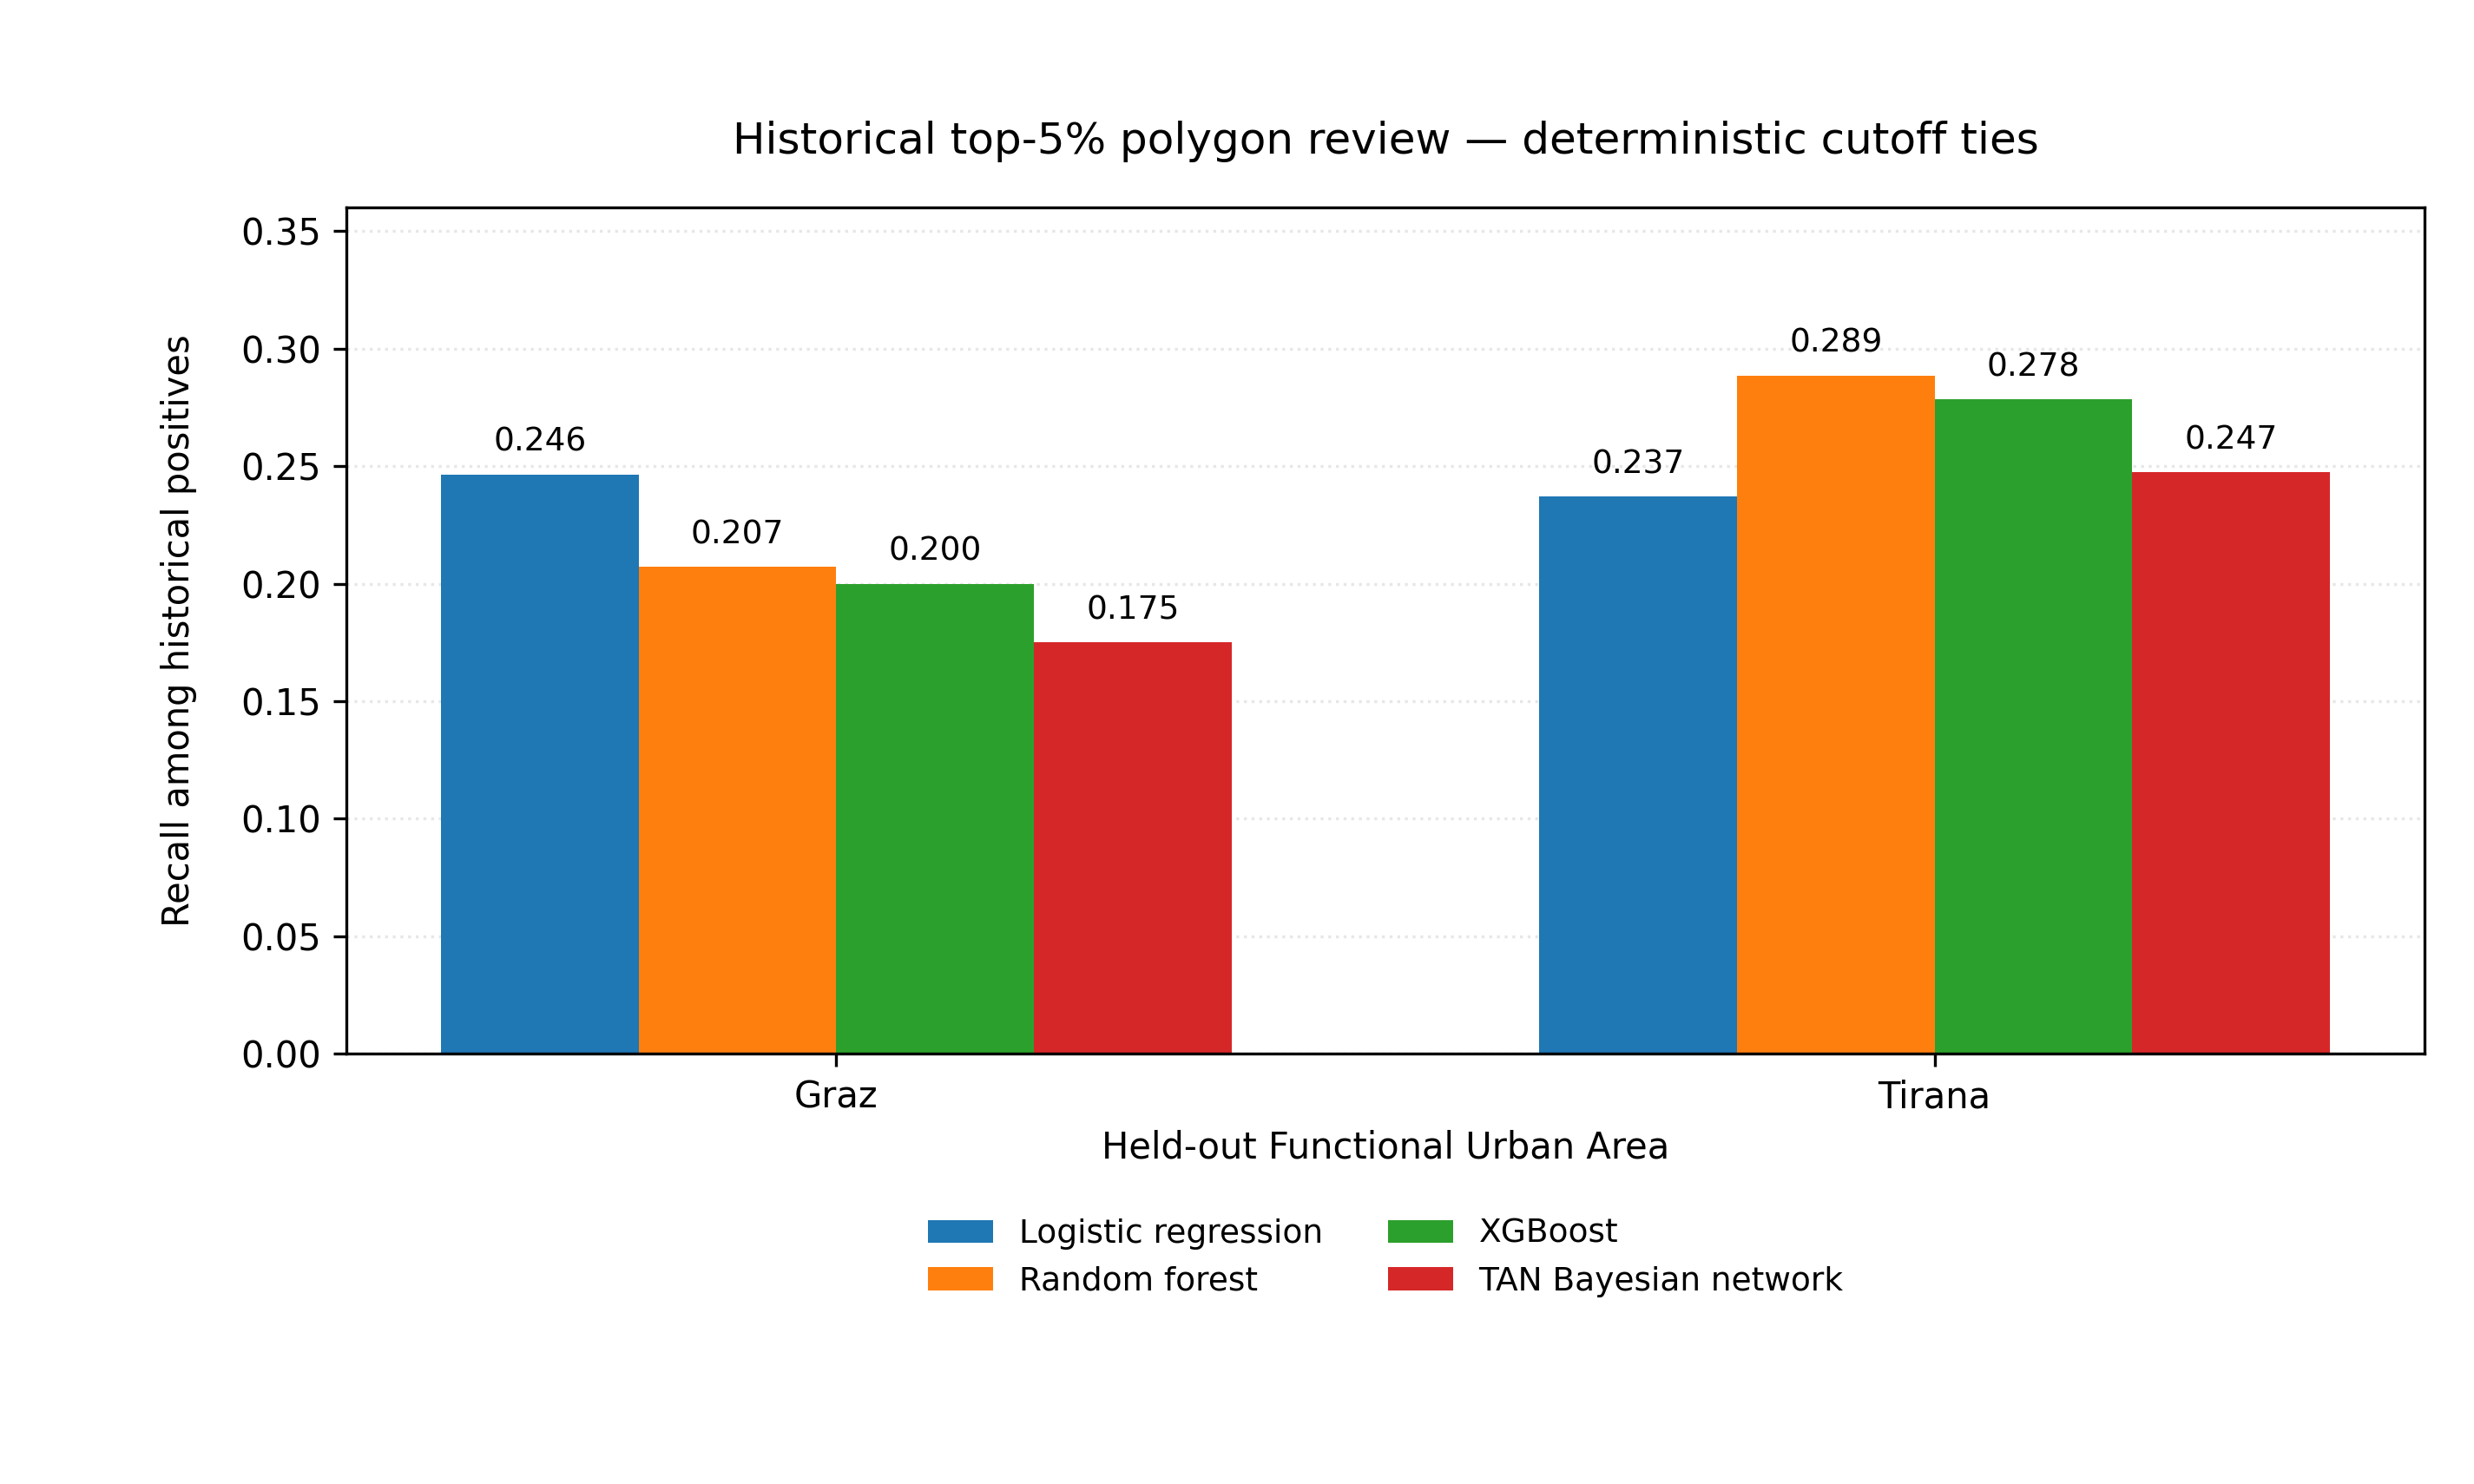 Historical top-5% polygon review — deterministic cutoff ties
Recall among historical positives
0.35
0.30
0.25
0.20
0.15
0.10
0.05
0.00
0.246
0.207
0.200
0.175
0.237
0.289
0.278
0.247
Graz
Tirana
Held-out Functional Urban Area
Logistic regression
Random forest
XGBoost
TAN Bayesian network